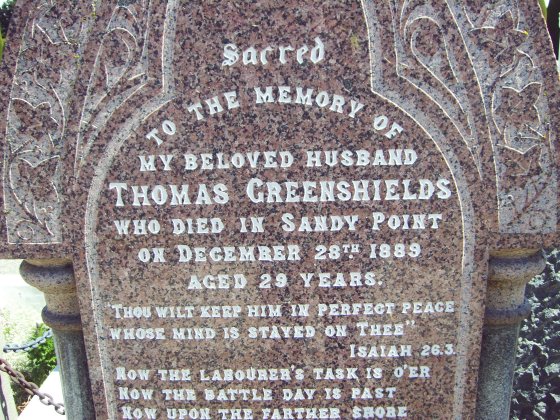 Sacred
TO THE MEMORY OF
MY BELOVED HUSBAND
THOMAS GREENSHIELDS
WHO DIED IN SANDY POINT
ON DECEMBER 28TH 1889
AGED 29 YEARS.
"THOU WILT KEEP HIM IN PERFECT PEACE
WHOSE MIND IS STAYED ON THEE"
ISAIAH 26.3.
NOW THE LABOURER'S TASK IS O'ER
NOW THE BATTLE DAY IS PAST
NOW UPON THE FARTHER SHORE